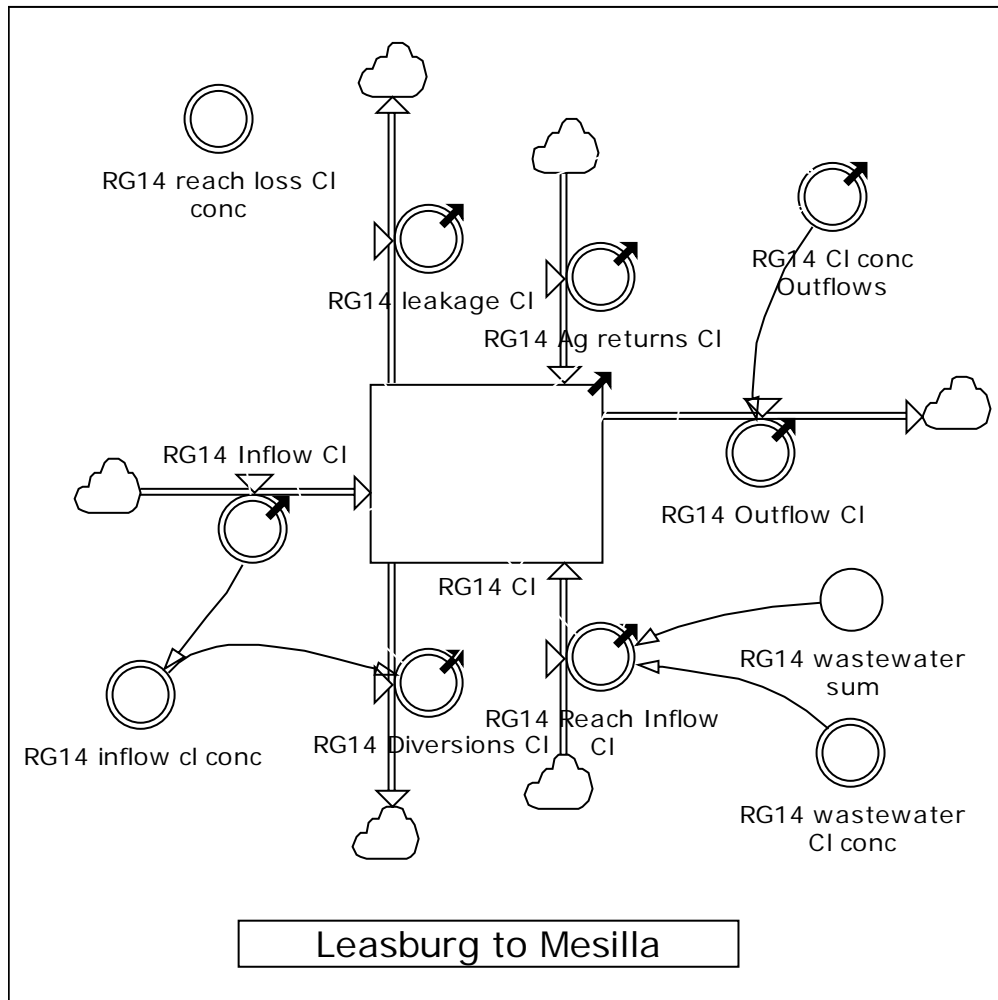 RG14 reach loss Cl
conc
RG14 leakage Cl
RG14 Ag returns Cl
RG14 Cl conc
Outflows
RG14 Inflow Cl
RG14 Outflow Cl
RG14 Cl
RG14 wastewater
sum
RG14 inflow cl conc
RG14 Diversions Cl
RG14 Reach Inflow
Cl
RG14 wastewater
Cl conc
Leasburg to Mesilla